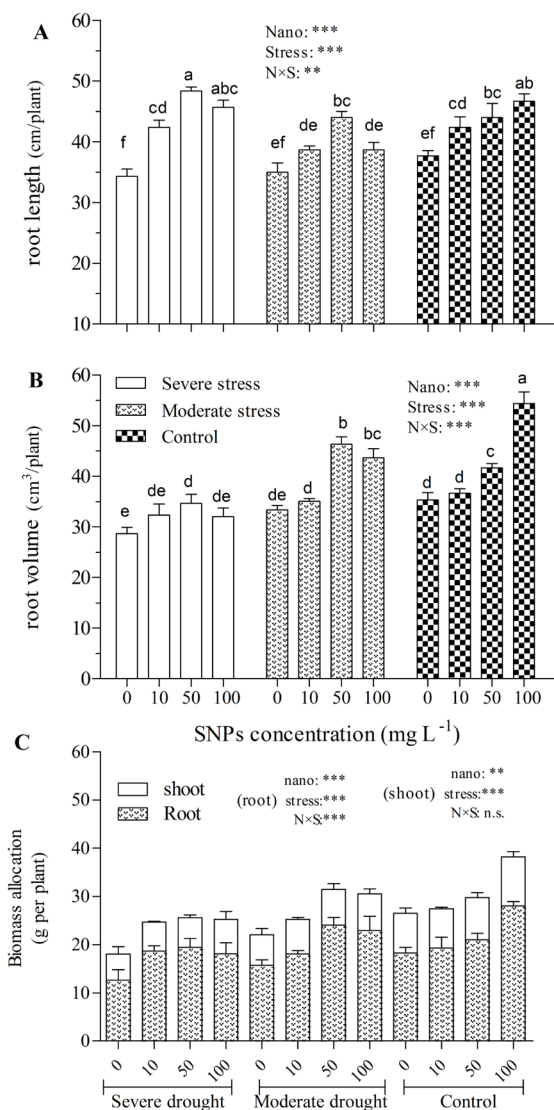 A
root length (cm/plant)
60
50
40
30
20
10
Nano: ***
Stress: ***
N×S: **
f
cd
a
abc
ef
de
bc
de
ef
cd
bc
ab
B
root volume (cm³/plant)
60
50
40
30
20
10
0
Severe stress
Moderate stress
Control
Nano: ***
Stress: ***
N×S: ***
e
de
d
de
de
d
b
bc
d
d
c
a
0 10 50 100 0 10 50 100 0 10 50 100
SNPs concentration (mg L⁻¹)
C
Biomass allocation
(g per plant)
60
50
40
30
20
10
0
shoot
Root
nano: ***
(root) stress:***
N×S:***
nano: **
(shoot) stress:***
N×S: n.s.
0 10 50 100 0 10 50 100 0 10 50 100
Severe drought Moderate drought Control